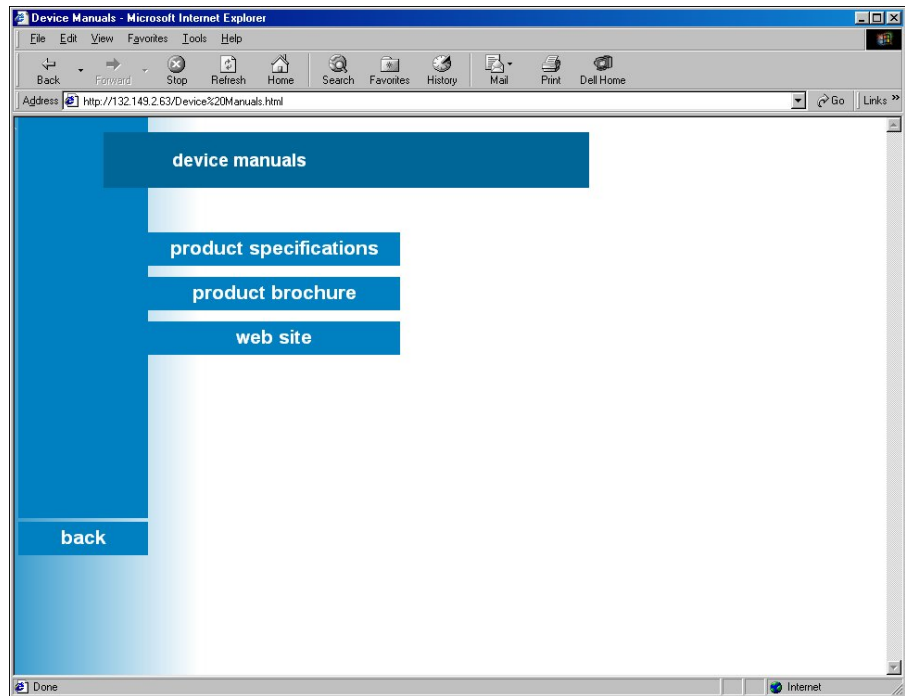 Device Manuals - Microsoft Internet Explorer
File Edit View Favorites Tools Help
Back Forward Stop Refresh Home Search Favorites History Mail Print Dell Home
Address http://132.149.2.63/Device%20Manuals.html Go Links »
device manuals
product specifications
product brochure
web site
back
Done Internet